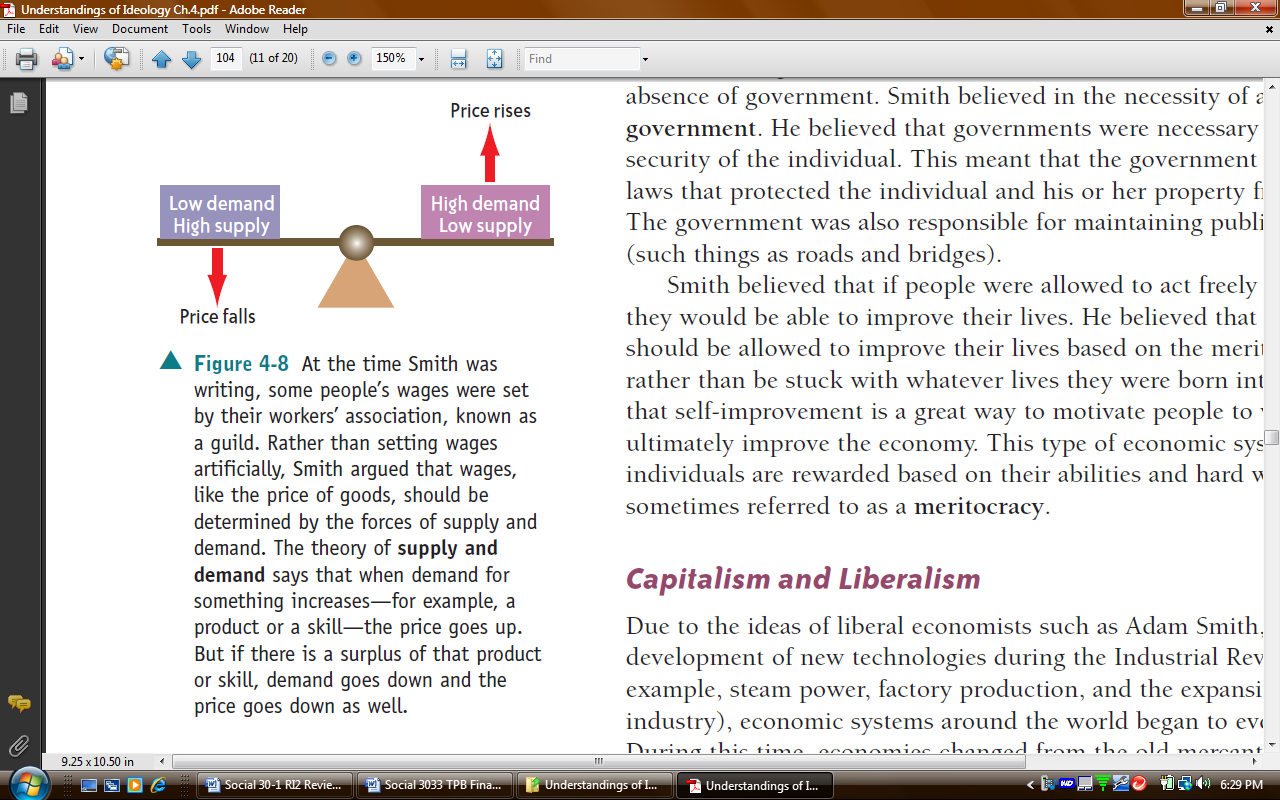 Understandings of Ideology Ch.4.pdf - Adobe Reader
File Edit View Document Tools Window Help
104 (11 of 20) 150% Find
Price rises
Low demand
High supply
High demand
Low supply
Price falls
Figure 4-8 At the time Smith was
writing, some people's wages were set
by their workers' association, known as
a guild. Rather than setting wages
artificially, Smith argued that wages,
like the price of goods, should be
determined by the forces of supply and
demand. The theory of supply and
demand says that when demand for
something increases—for example, a
product or a skill—the price goes up.
But if there is a surplus of that product
or skill, demand goes down and the
price goes down as well.
absence of government. Smith believed in the necessity of a
government. He believed that governments were necessary
security of the individual. This meant that the government
laws that protected the individual and his or her property
The government was also responsible for maintaining publi
(such things as roads and bridges).
Smith believed that if people were allowed to act freely
they would be able to improve their lives. He believed that
should be allowed to improve their lives based on the merit
rather than be stuck with whatever lives they were born int
that self-improvement is a great way to motivate people to
ultimately improve the economy. This type of economic sys
individuals are rewarded based on their abilities and hard
sometimes referred to as a meritocracy.
Capitalism and Liberalism
Due to the ideas of liberal economists such as Adam Smith,
development of new technologies during the Industrial Rev
example, steam power, factory production, and the expansi
industry), economic systems around the world began to
During this time, economies changed from the old
9.25 x 10.50 in
Social 30-1 RI2 Revie... Social 3033 TPB Fina... Understandings of I... Understandings of I... 6:29 PM